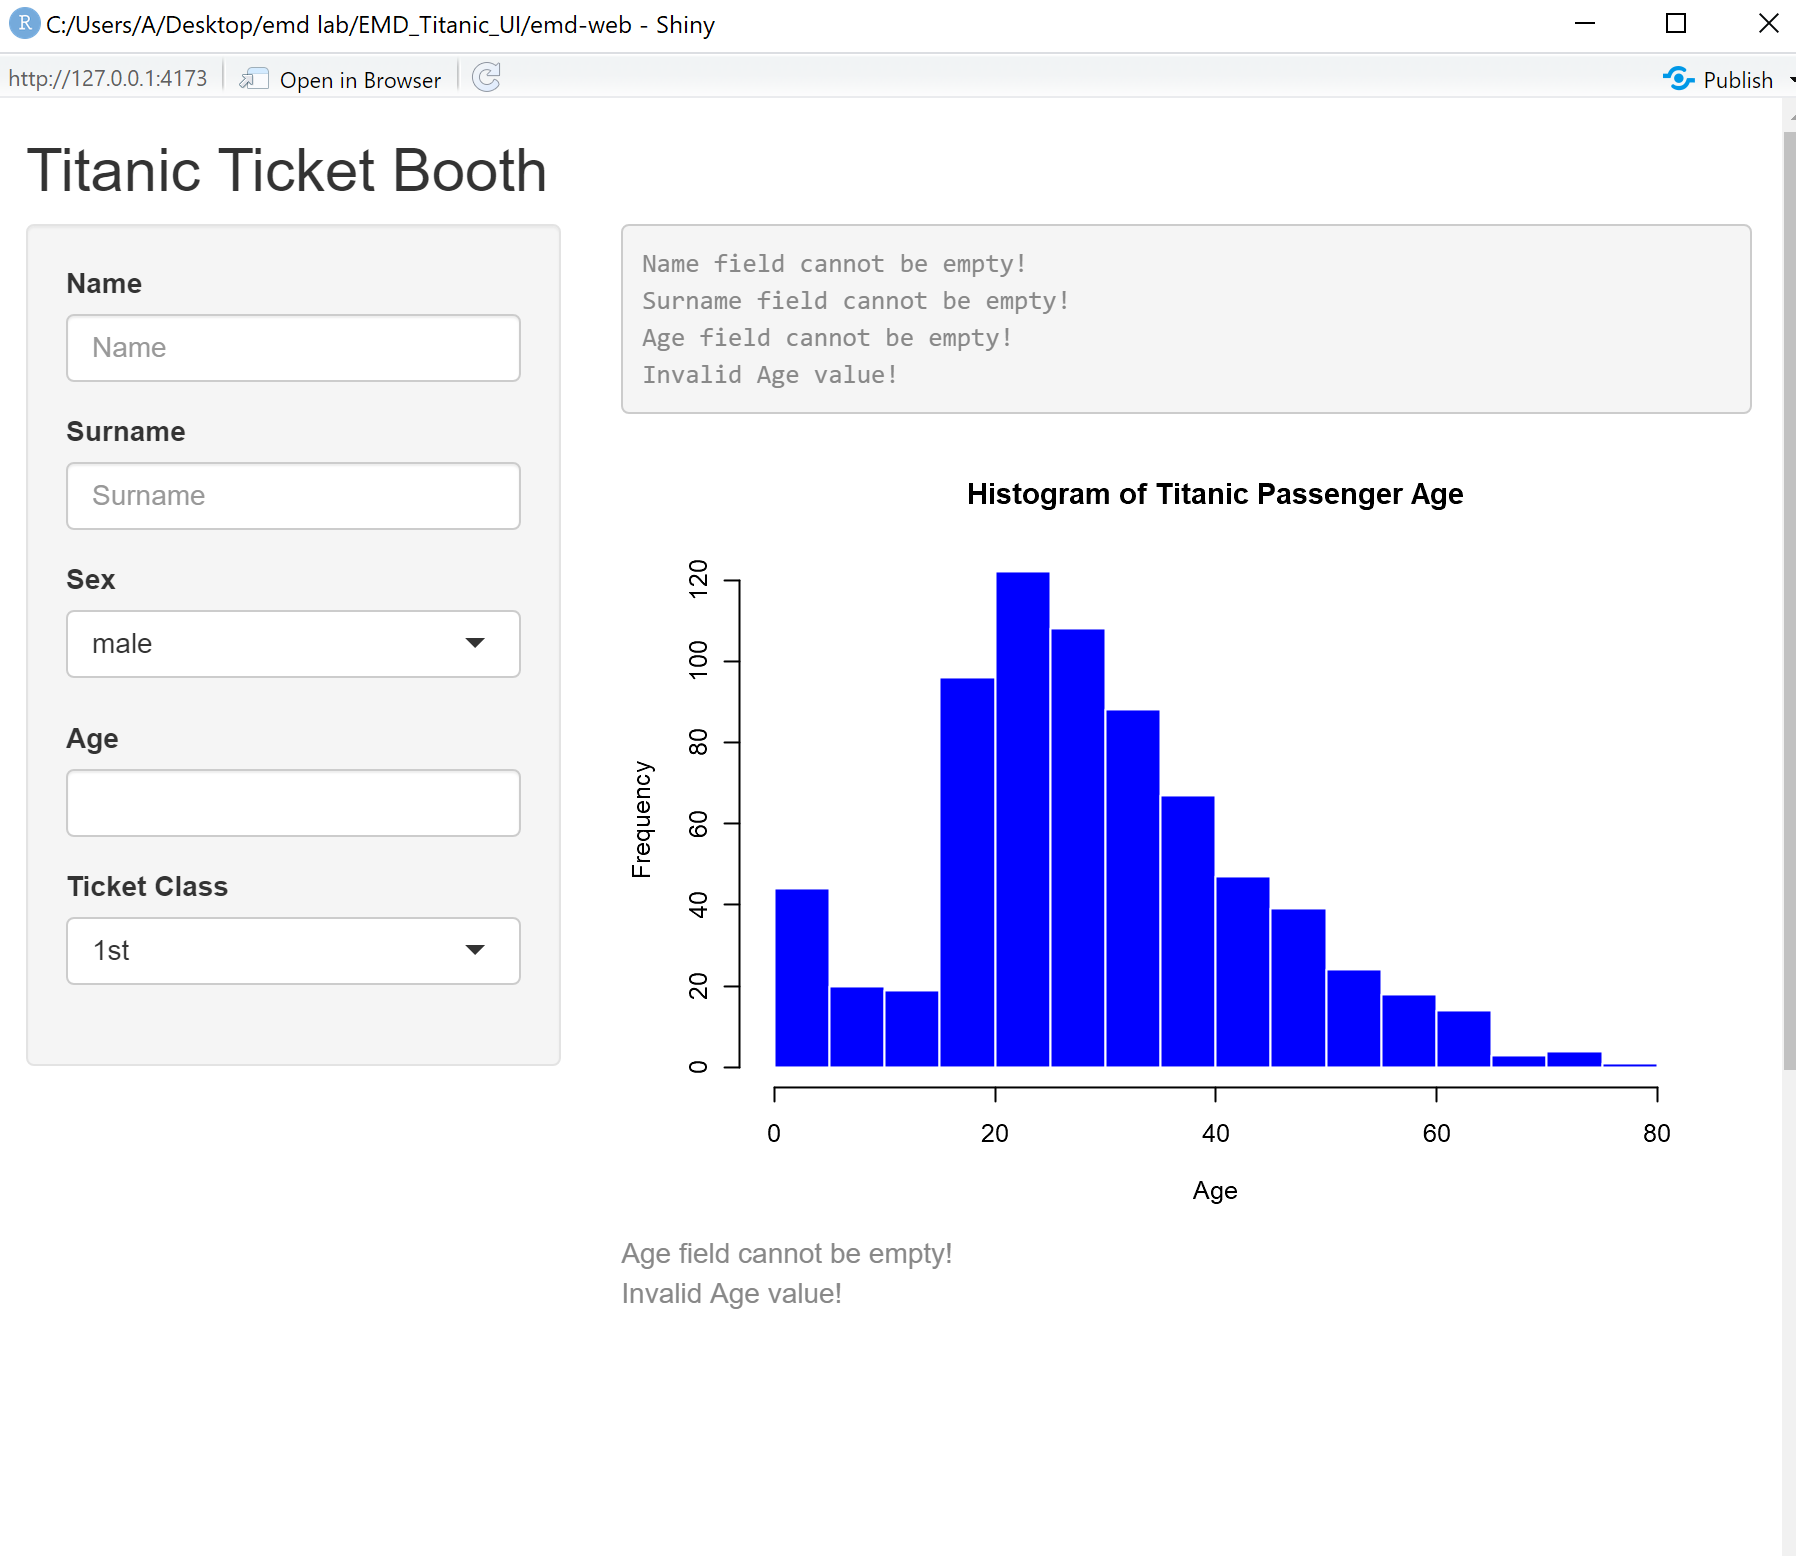 R C:/Users/A/Desktop/emd lab/EMD_Titanic_UI/emd-web - Shiny
http://127.0.0.1:4173 Open in Browser Publish
Titanic Ticket Booth
Name
Name
Surname
Surname
Sex
male
Age
Ticket Class
1st
Name field cannot be empty!
Surname field cannot be empty!
Age field cannot be empty!
Invalid Age value!
Histogram of Titanic Passenger Age
Frequency
120
100
80
60
40
20
0
0 20 40 60 80
Age
Age field cannot be empty!
Invalid Age value!